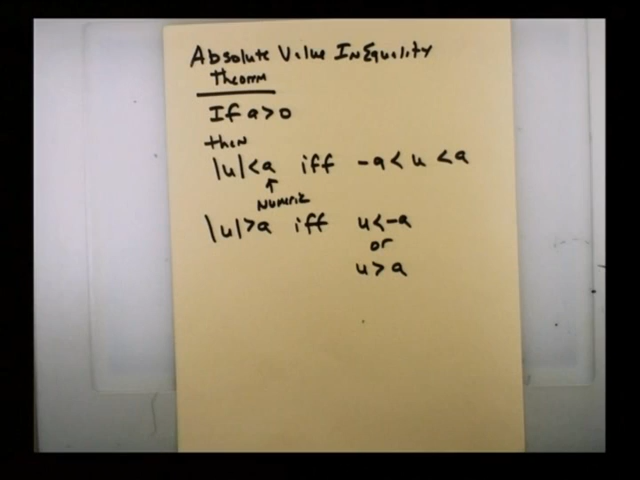 Absolute Value InEquality
Theorm
If a>0
then
|u|<a iff -a<u<a
↑
Numeric
|u|>a iff u<-a
or
u>a